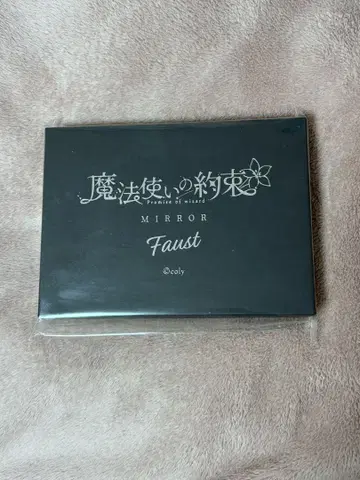 魔法使いの約束
Promise of wizard
MIRROR
Faust
©coly